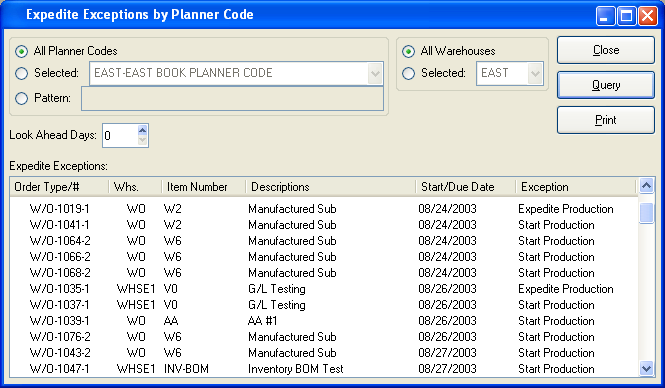 Expedite Exceptions by Planner Code
All Planner Codes
Selected: EAST-EAST BOOK PLANNER CODE
Pattern:
All Warehouses
Selected: EAST
Close
Query
Print
Look Ahead Days: 0
Expedite Exceptions:
Order Type/# Whs. Item Number Descriptions Start/Due Date Exception
W/O-1019-1 WO W2 Manufactured Sub 08/24/2003 Expedite Production
W/O-1041-1 WO W2 Manufactured Sub 08/24/2003 Start Production
W/O-1064-2 WO W6 Manufactured Sub 08/24/2003 Start Production
W/O-1066-2 WO W6 Manufactured Sub 08/24/2003 Start Production
W/O-1068-2 WO W6 Manufactured Sub 08/24/2003 Start Production
W/O-1035-1 WHSE1 V0 G/L Testing 08/26/2003 Expedite Production
W/O-1037-1 WHSE1 V0 G/L Testing 08/26/2003 Start Production
W/O-1039-1 WO AA AA #1 08/26/2003 Start Production
W/O-1076-2 WO W6 Manufactured Sub 08/26/2003 Start Production
W/O-1043-2 WO W6 Manufactured Sub 08/27/2003 Start Production
W/O-1047-1 WHSE1 INV-BOM Inventory BOM Test 08/27/2003 Start Production